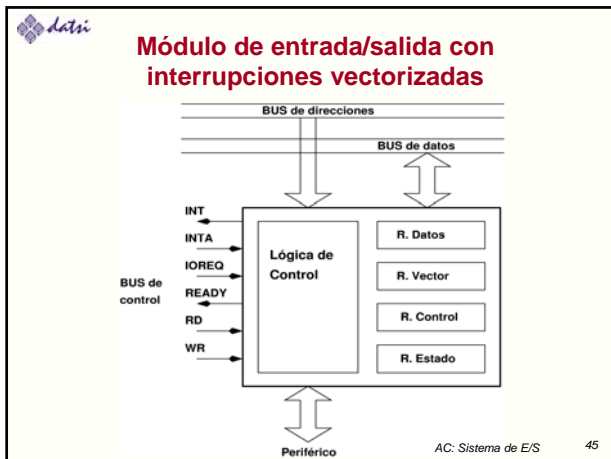 datsi
Módulo de entrada/salida con
interrupciones vectorizadas
BUS de direcciones
BUS de datos
INT
INTA
IOREQ
BUS de
control
READY
RD
WR
Lógica de
Control
R. Datos
R. Vector
R. Control
R. Estado
Periférico
AC: Sistema de E/S
45